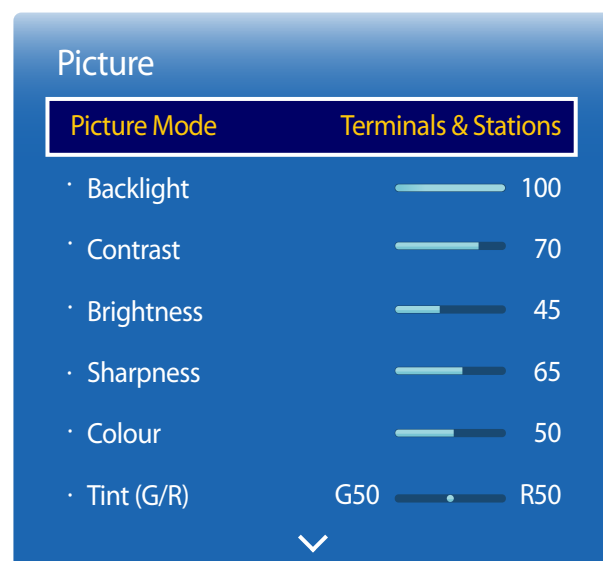 Picture
Picture Mode Terminals & Stations
· Backlight 100
· Contrast 70
· Brightness 45
· Sharpness 65
· Colour 50
· Tint (G/R) G50 R50